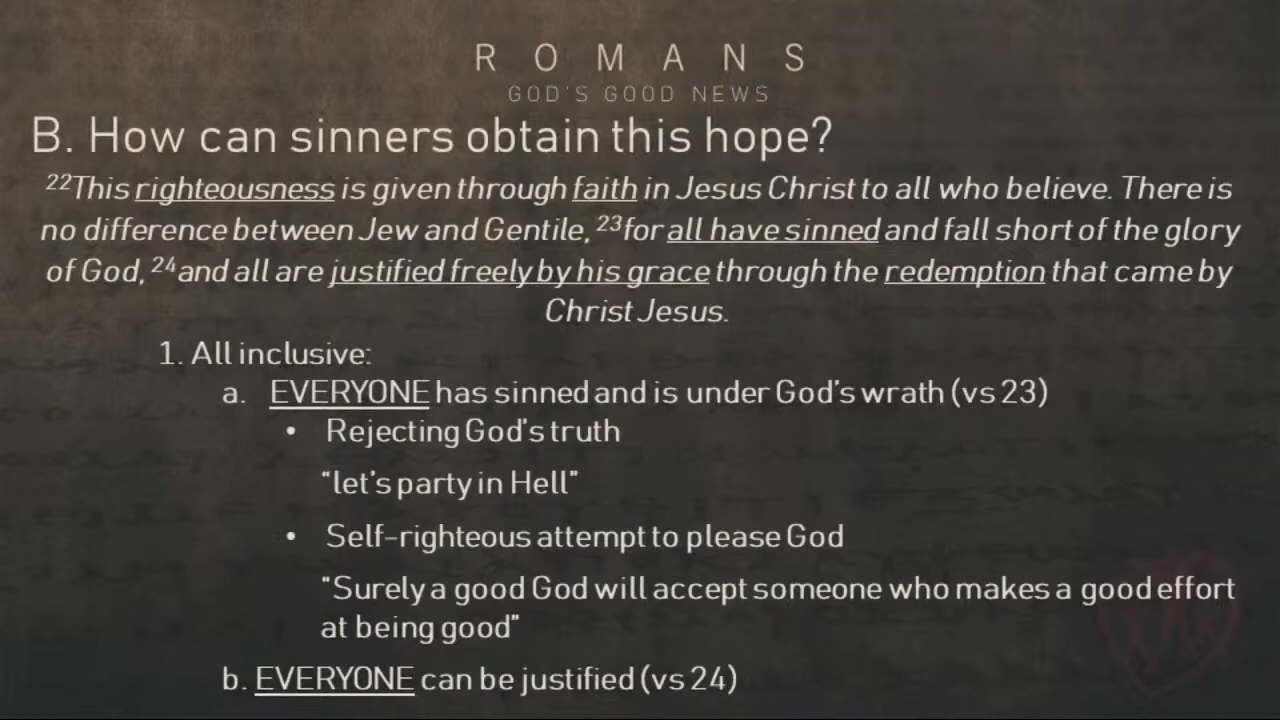 ROMANS
GOD'S GOOD NEWS
B. How can sinners obtain this hope?
²²This righteousness is given through faith in Jesus Christ to all who believe. There is
no difference between Jew and Gentile, ²³for all have sinned and fall short of the glory
of God, ²⁴and all are justified freely by his grace through the redemption that came by
Christ Jesus.
1. All inclusive:
a. EVERYONE has sinned and is under God's wrath (vs 23)
• Rejecting God's truth
"let's party in Hell"
• Self-righteous attempt to please God
"Surely a good God will accept someone who makes a good effort
at being good"
b. EVERYONE can be justified (vs 24)